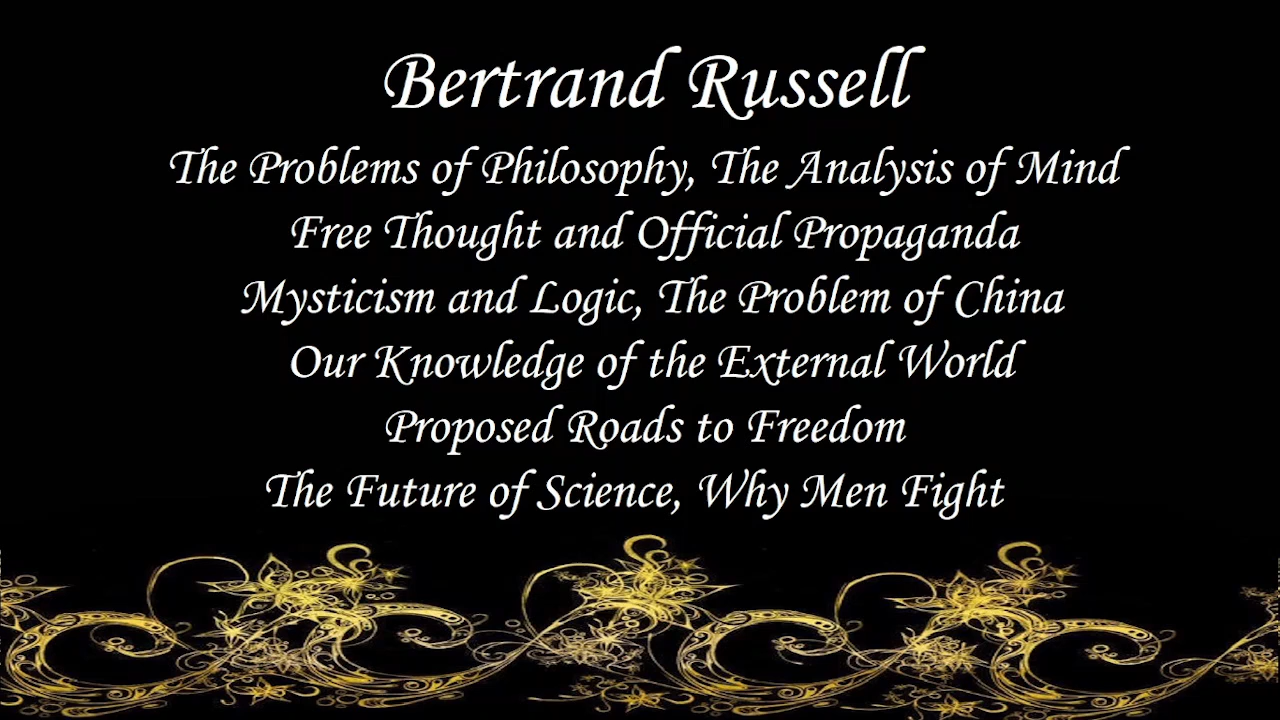 Bertrand Russell
The Problems of Philosophy, The Analysis of Mind
Free Thought and Official Propaganda
Mysticism and Logic, The Problem of China
Our Knowledge of the External World
Proposed Roads to Freedom
The Future of Science, Why Men Fight